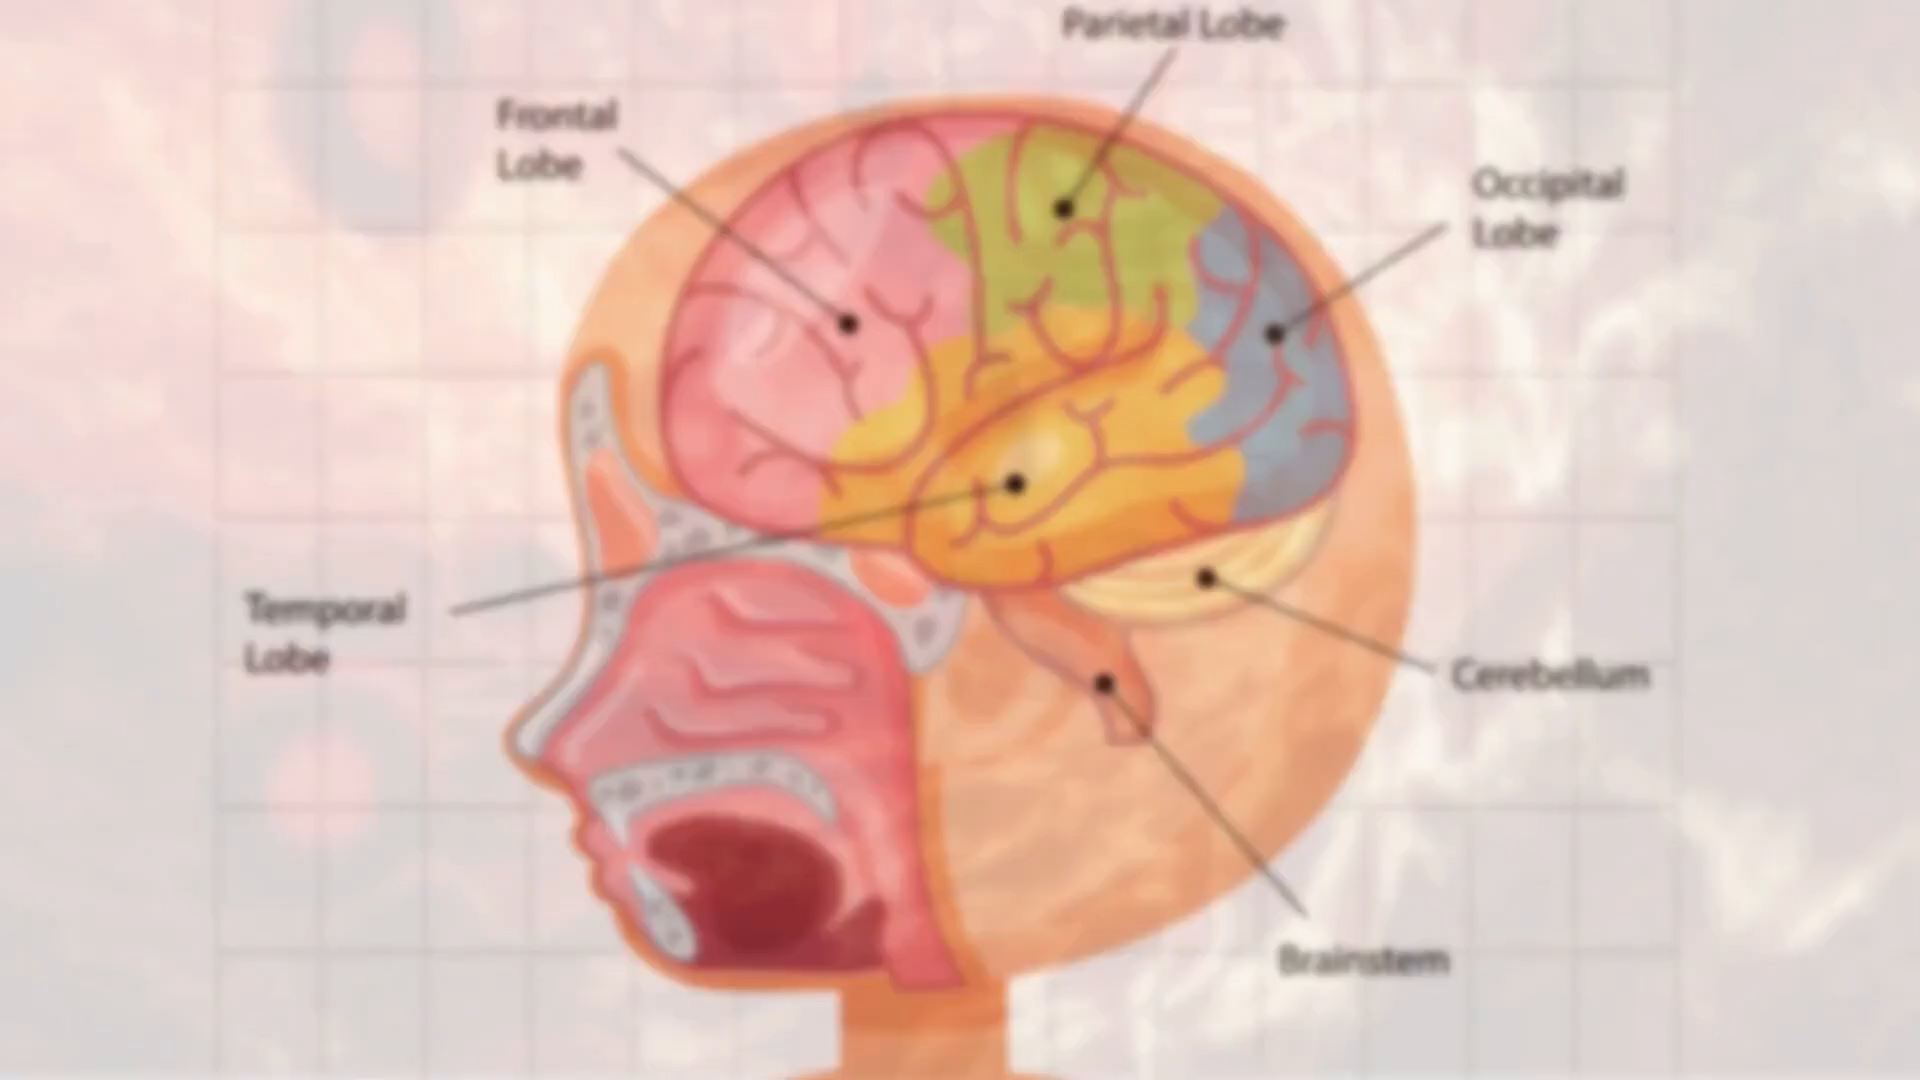 Parietal Lobe
Frontal
Lobe
Occipital
Lobe
Temporal
Lobe
Cerebellum
Brainstem